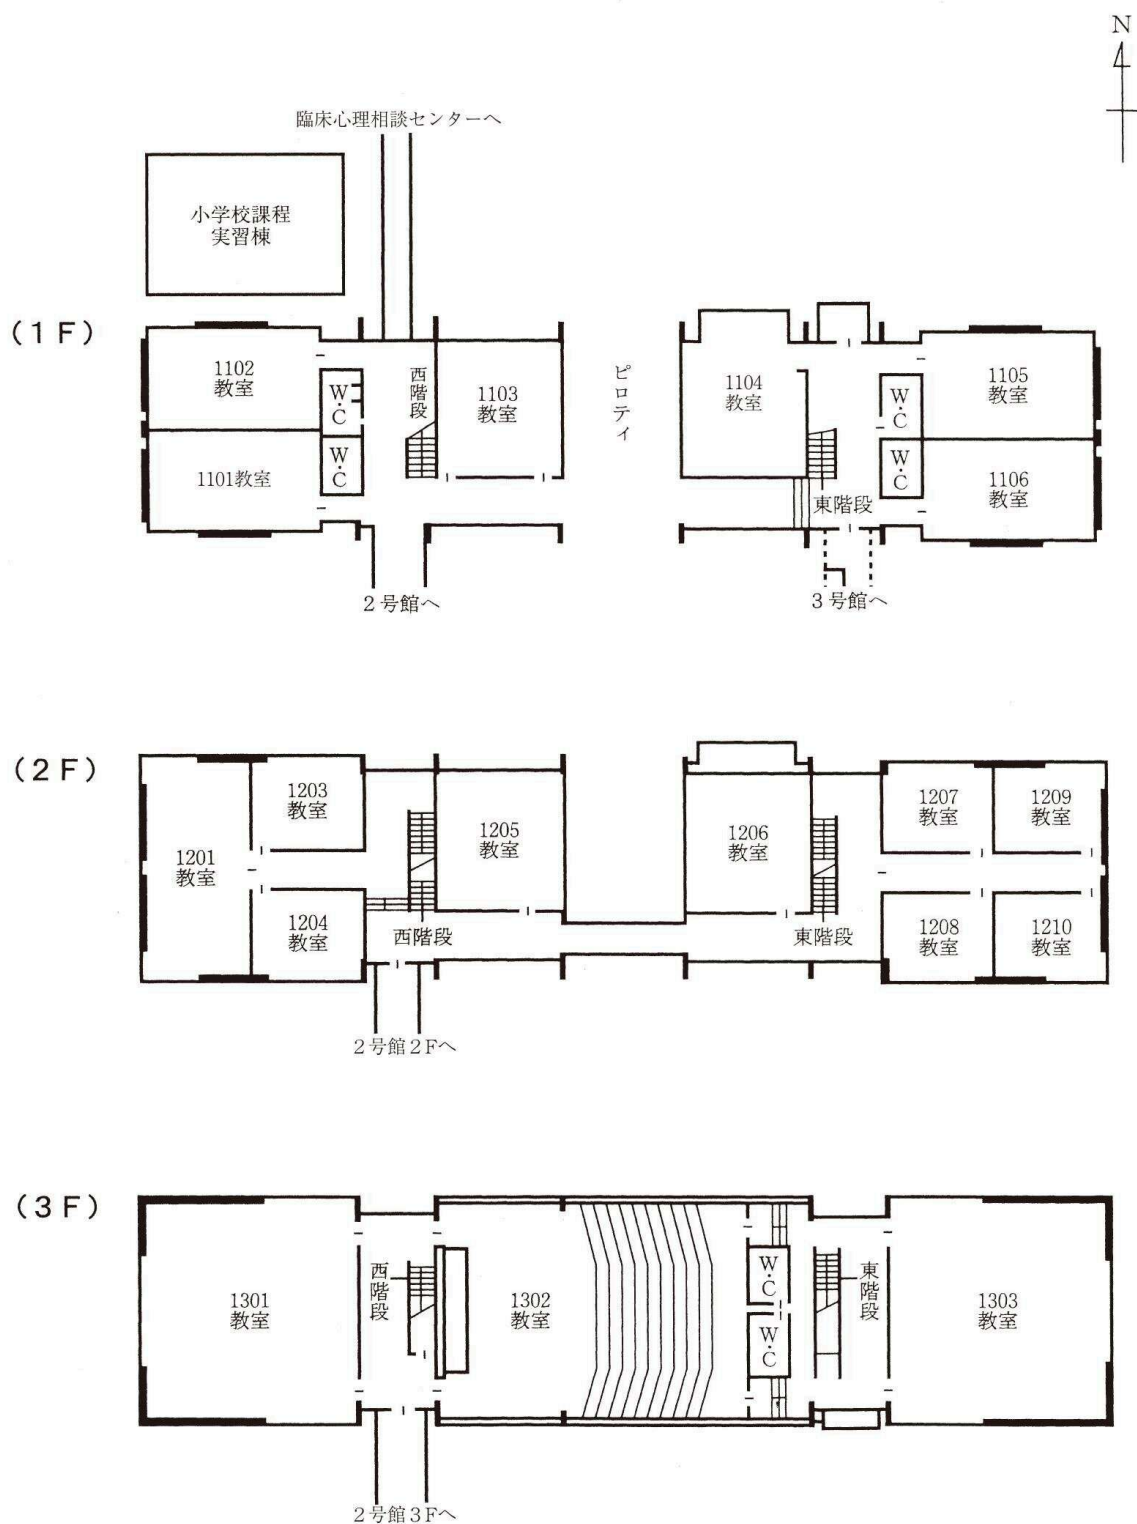 N
臨床心理相談センターへ
小学校課程
実習棟
(1F)
1102
教室
W・C
西階段
1103
教室
ピロティ
1104
教室
W・C
1105
教室
1101教室
W・C
W・C
1106
教室
東階段
2号館へ
3号館へ
(2F)
1203
教室
1201
教室
1205
教室
1206
教室
1207
教室
1209
教室
1204
教室
西階段
東階段
1208
教室
1210
教室
2号館2Fへ
(3F)
1301
教室
西階段
1302
教室
W・C
W・C
東階段
1303
教室
2号館3Fへ